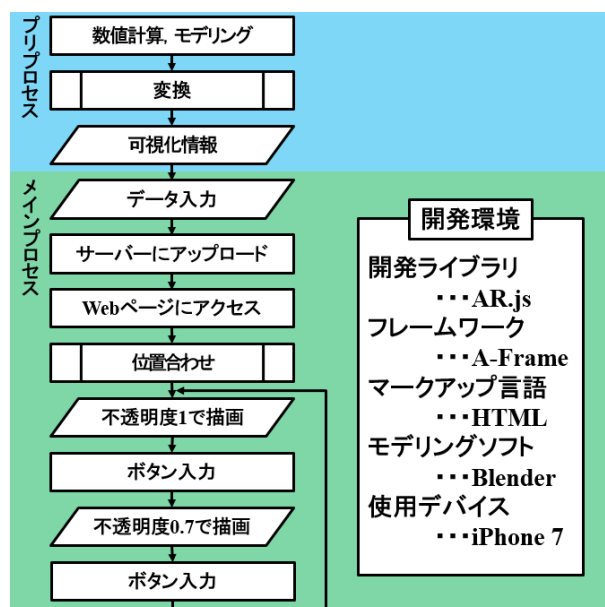 プリプロセス
数値計算, モデリング
変換
可視化情報
メインプロセス
データ入力
サーバーにアップロード
Webページにアクセス
位置合わせ
不透明度1で描画
ボタン入力
不透明度0.7で描画
ボタン入力
開発環境
開発ライブラリ
・・・AR.js
フレームワーク
・・・A-Frame
マークアップ言語
・・・HTML
モデリングソフト
・・・Blender
使用デバイス
・・・iPhone 7